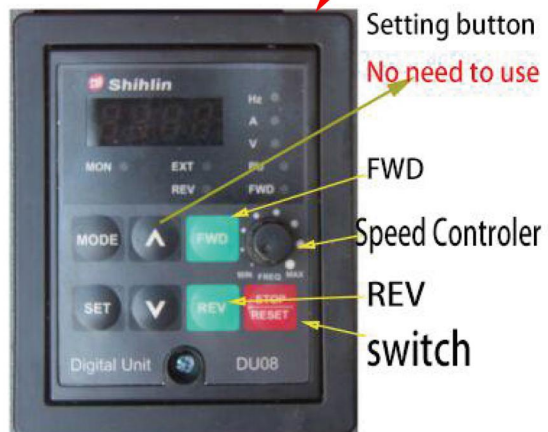 Setting button
No need to use
Shihlin
Hz
A
V
MON EXT PU
REV FWD
FWD
MODE FWD
Speed Controler
MIN FREQ MAX
SET REV STOP
RESET
REV
switch
Digital Unit DU08